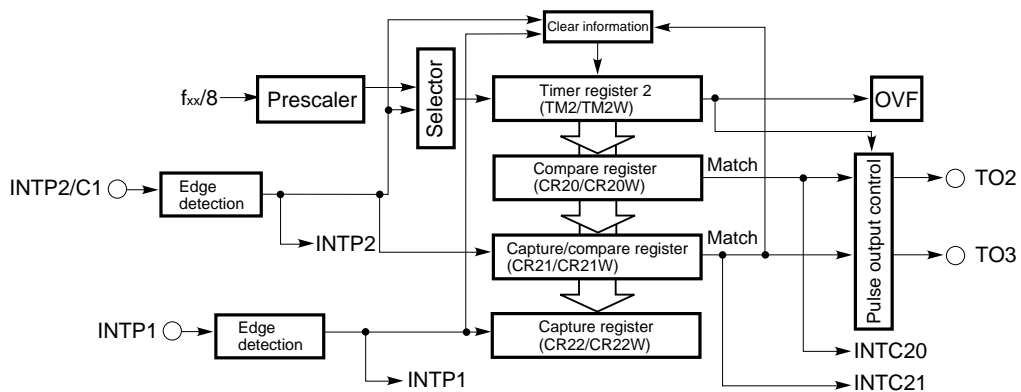 Clear information
fxx/8
Prescaler
Selector
Timer register 2
(TM2/TM2W)
OVF
INTP2/C1
Edge
detection
INTP2
Compare register
(CR20/CR20W)
Match
Capture/compare register
(CR21/CR21W)
Match
Pulse output control
TO2
TO3
INTP1
Edge
detection
INTP1
Capture register
(CR22/CR22W)
INTC20
INTC21